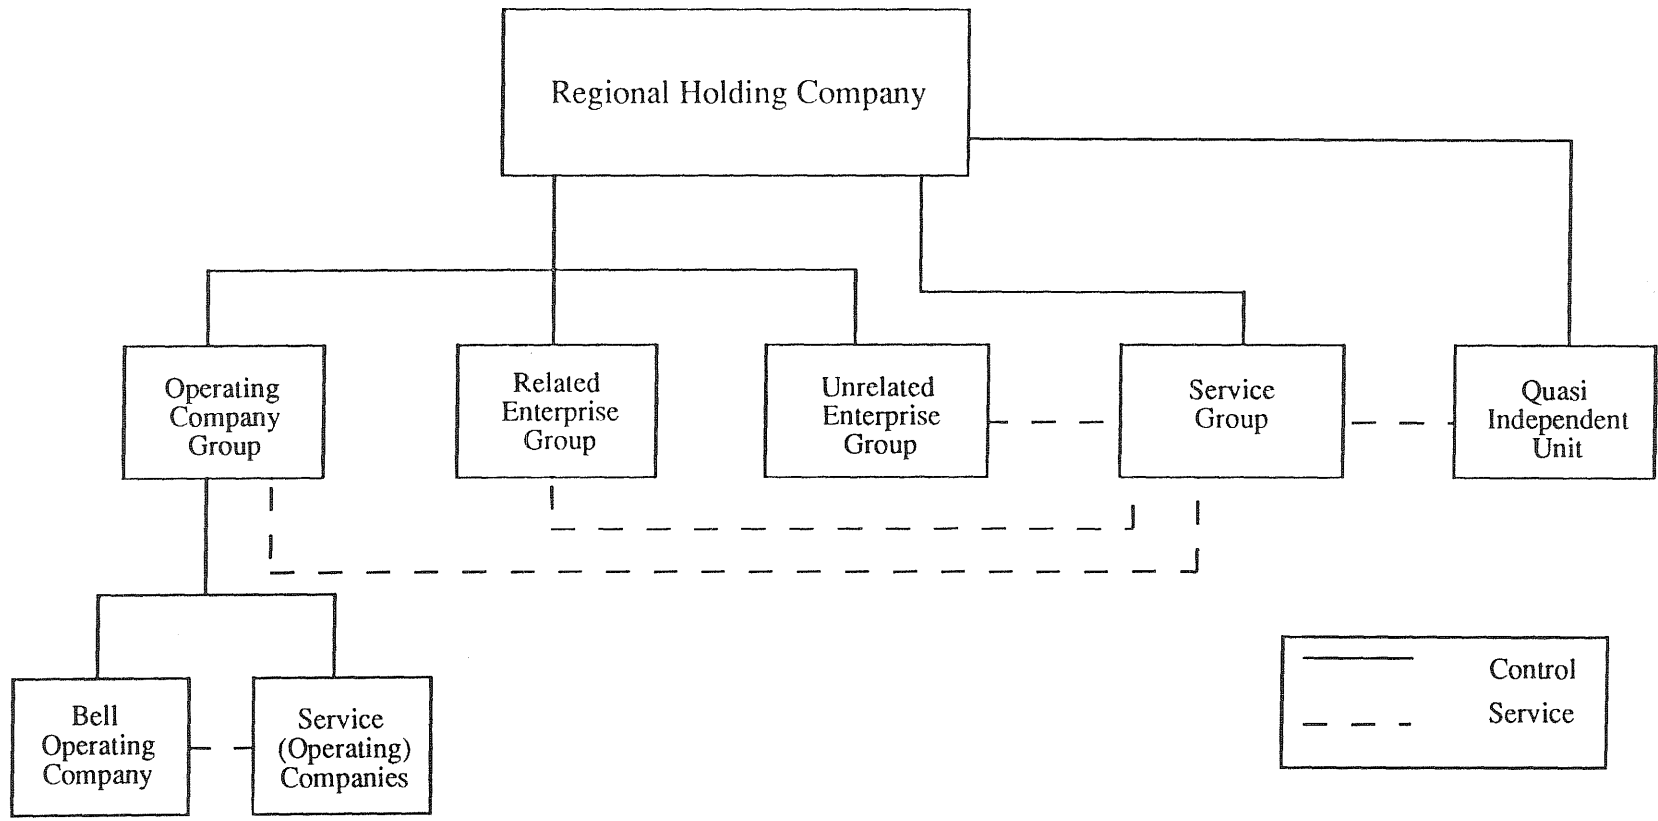 Regional Holding Company
Operating
Company
Group
Related
Enterprise
Group
Unrelated
Enterprise
Group
Service
Group
Quasi
Independent
Unit
Bell
Operating
Company
Service
(Operating)
Companies
Control
Service